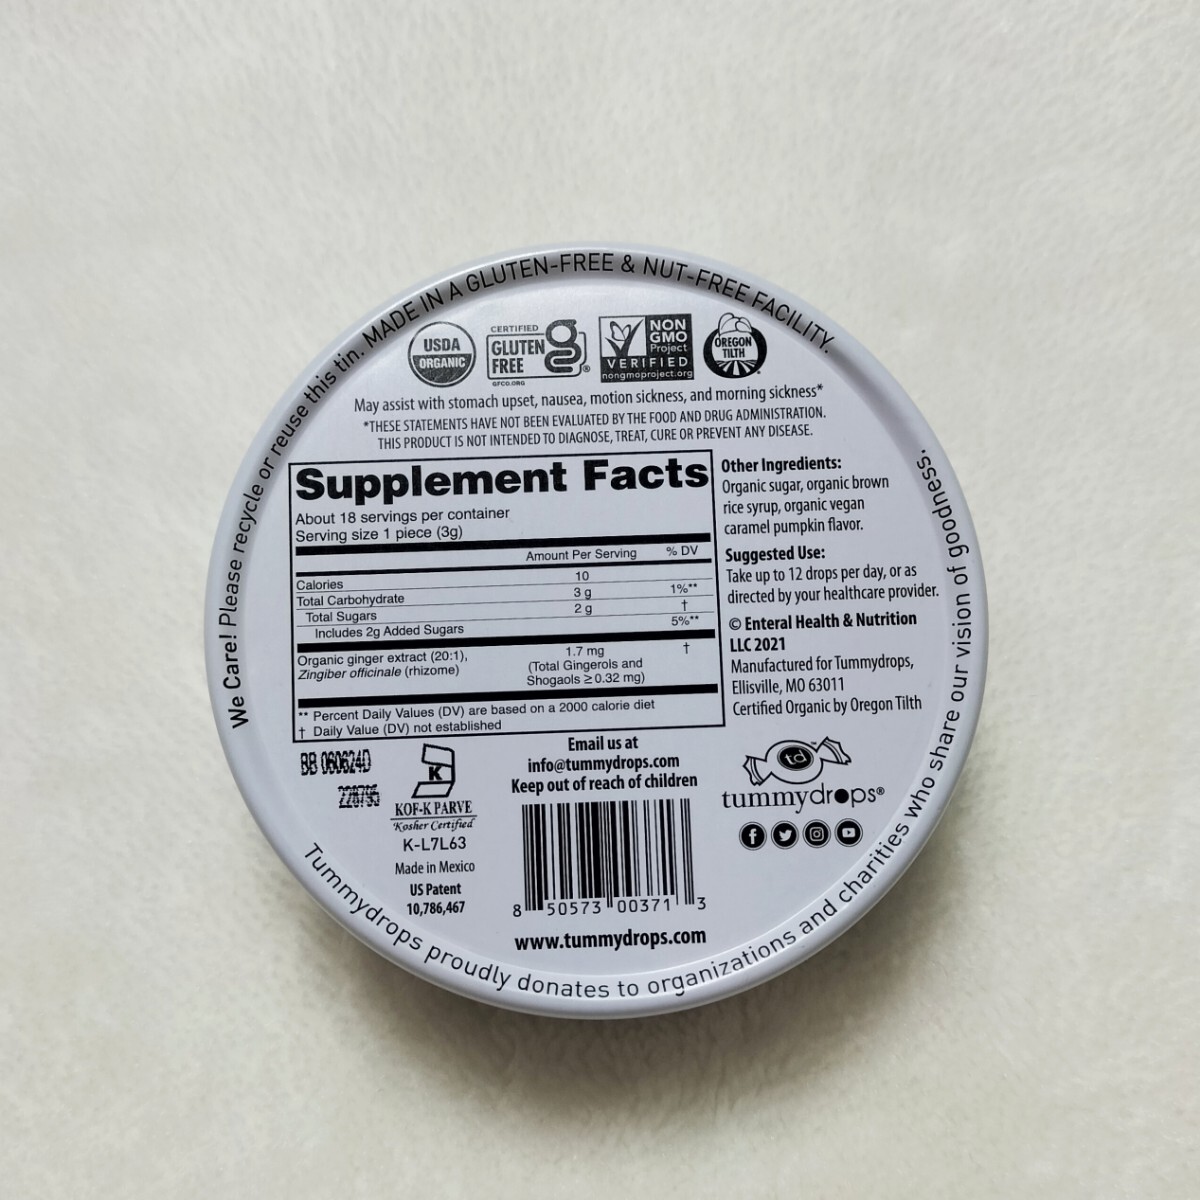 We Care! Please recycle or reuse this tin. MADE IN A GLUTEN-FREE & NUT-FREE FACILITY.
USDA
ORGANIC
CERTIFIED
GLUTEN
FREE
®
GFCO.ORG
NON
GMO
Project
VERIFIED
nongmoproject.org
OREGON
TILTH
May assist with stomach upset, nausea, motion sickness, and morning sickness*
*THESE STATEMENTS HAVE NOT BEEN EVALUATED BY THE FOOD AND DRUG ADMINISTRATION.
THIS PRODUCT IS NOT INTENDED TO DIAGNOSE, TREAT, CURE OR PREVENT ANY DISEASE.
Supplement Facts
About 18 servings per container
Serving size 1 piece (3g)
Amount Per Serving % DV
Calories 10
Total Carbohydrate 3 g 1%**
Total Sugars 2 g †
Includes 2g Added Sugars 5%**
Organic ginger extract (20:1), 1.7 mg †
Zingiber officinale (rhizome) (Total Gingerols and
Shogaols ≥0.32 mg)
** Percent Daily Values (DV) are based on a 2000 calorie diet
† Daily Value (DV) not established
Other Ingredients:
Organic sugar, organic brown
rice syrup, organic vegan
caramel pumpkin flavor.
Suggested Use:
Take up to 12 drops per day, or as
directed by your healthcare provider.
© Enteral Health & Nutrition
LLC 2021
Manufactured for Tummydrops,
Ellisville, MO 63011
Certified Organic by Oregon Tilth
BB 060624D
228795
K
KOF-K PARVE
Kosher Certified
K-L7L63
Made in Mexico
US Patent
10,786,467
Email us at
info@tummydrops.com
Keep out of reach of children
8 50573 00371 3
www.tummydrops.com
td
tummydrops®
Tummydrops proudly donates to organizations and charities who share our vision of goodness.